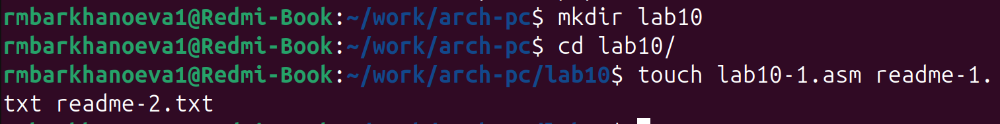 rmbarkhanoeva1@Redmi-Book:~/work/arch-pc$ mkdir lab10
rmbarkhanoeva1@Redmi-Book:~/work/arch-pc$ cd lab10/
rmbarkhanoeva1@Redmi-Book:~/work/arch-pc/lab10$ touch lab10-1.asm readme-1.
txt readme-2.txt